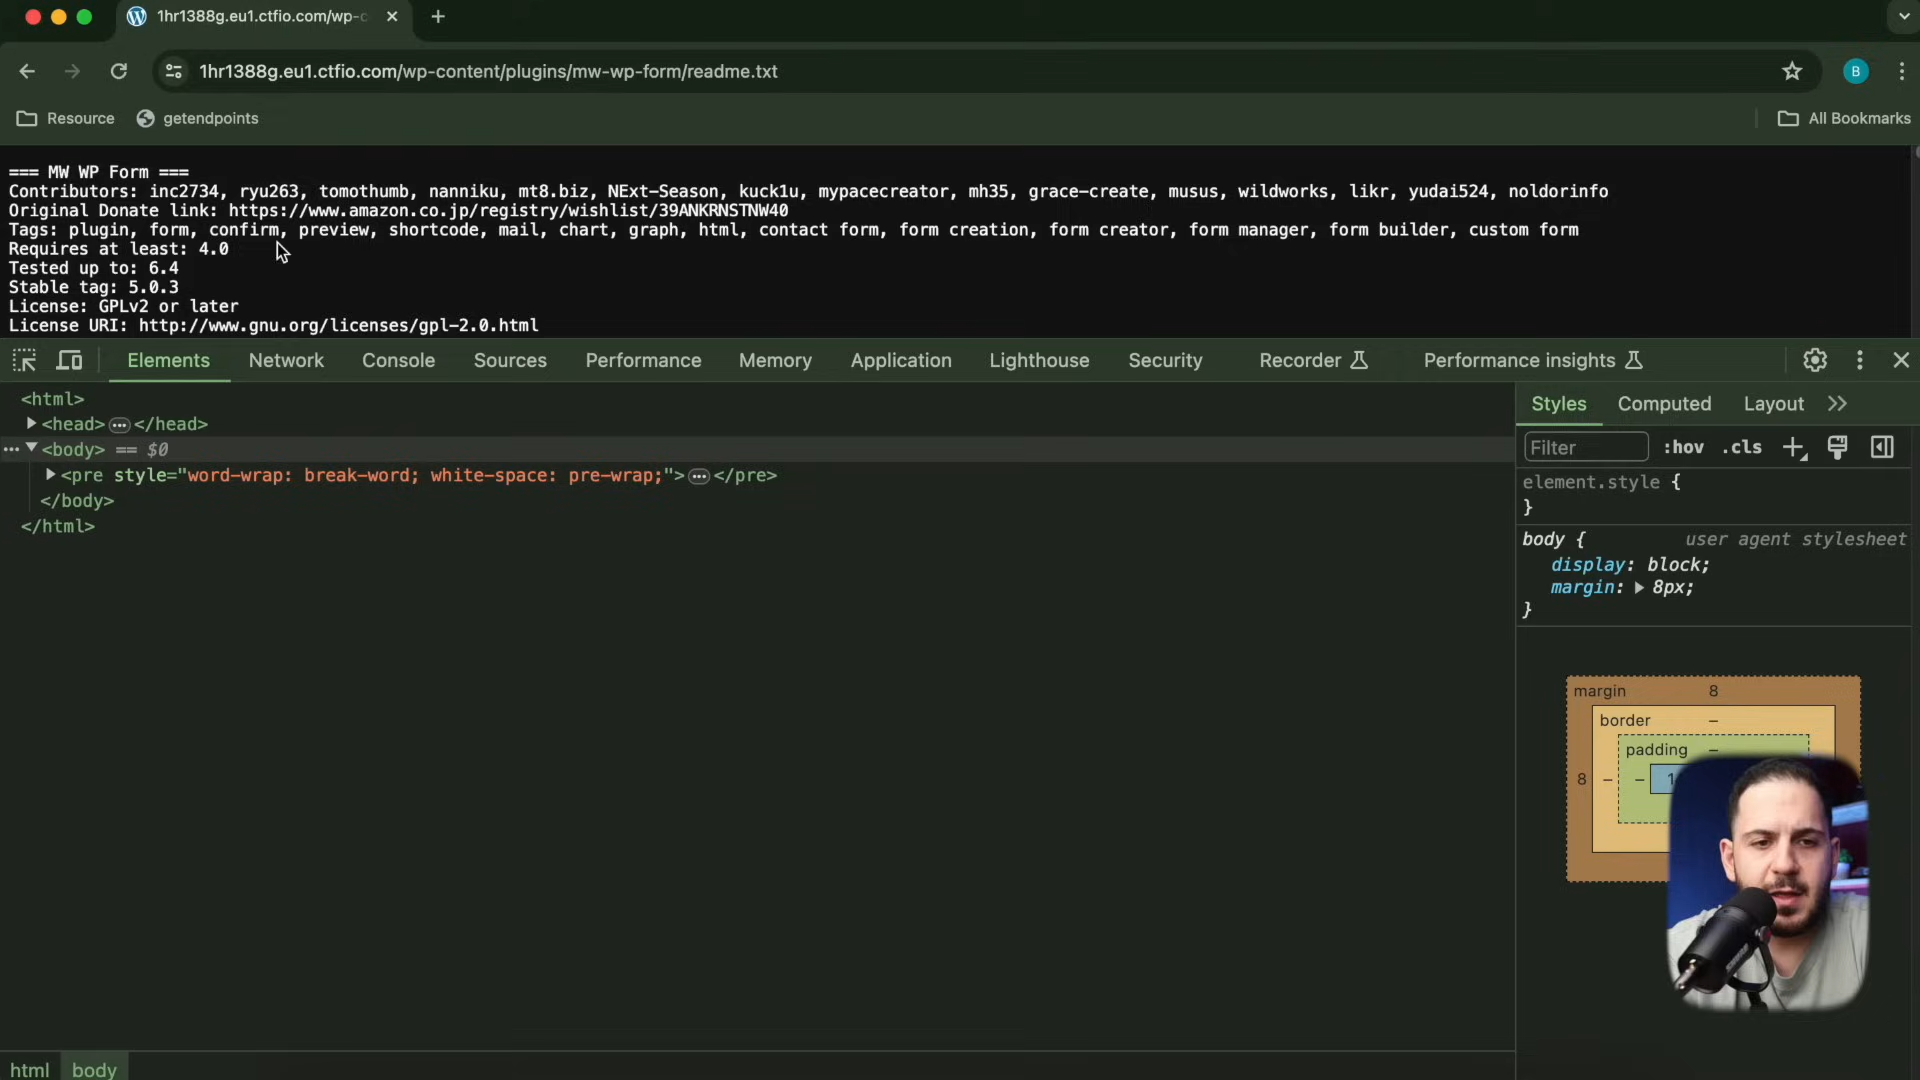 1hr1388g.eu1.ctfio.com/wp-c
1hr1388g.eu1.ctfio.com/wp-content/plugins/mw-wp-form/readme.txt
B
Resource getendpoints All Bookmarks
=== MW WP Form ===
Contributors: inc2734, ryu263, tomothumb, nanniku, mt8.biz, NExt-Season, kuck1u, mypacecreator, mh35, grace-create, musus, wildworks, likr, yudai524, noldorinfo
Original Donate link: https://www.amazon.co.jp/registry/wishlist/39ANKRNSTNW40
Tags: plugin, form, confirm, preview, shortcode, mail, chart, graph, html, contact form, form creation, form creator, form manager, form builder, custom form
Requires at least: 4.0
Tested up to: 6.4
Stable tag: 5.0.3
License: GPLv2 or later
License URI: http://www.gnu.org/licenses/gpl-2.0.html
Elements Network Console Sources Performance Memory Application Lighthouse Security Recorder Performance insights
<html>
<head> ... </head>
... <body> == $0
<pre style="word-wrap: break-word; white-space: pre-wrap;"> ... </pre>
</body>
</html>
Styles Computed Layout
Filter :hov .cls
element.style {
}
body { user agent stylesheet
display: block;
margin: 8px;
}
margin 8
border –
padding –
8 – – 1
html body